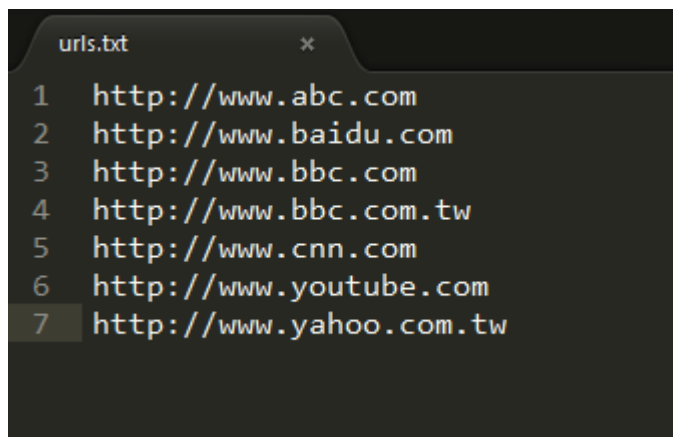 urls.txt ×
1 http://www.abc.com
2 http://www.baidu.com
3 http://www.bbc.com
4 http://www.bbc.com.tw
5 http://www.cnn.com
6 http://www.youtube.com
7 http://www.yahoo.com.tw